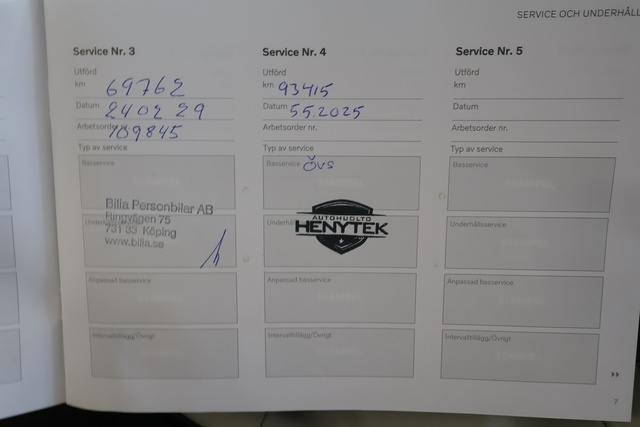 SERVICE OCH UNDERHÅLL
Service Nr. 3
Utförd
km 69762
Datum 240229
Arbetsorder nr. 109845
Typ av service
Basservice
Bilia Personbilar AB
Ringvägen 75
731 33 Köping
www.bilia.se
Anpassad basservice
Intervalltillägg/Övrigt
Service Nr. 4
Utförd
km 93415
Datum 5.5.2025
Arbetsorder nr.
Typ av service
Basservice ÖVS
AUTOHUOLTO
HENYTEK
Anpassad basservice
Intervalltillägg/Övrigt
Service Nr. 5
Utförd
km
Datum
Arbetsorder nr.
Typ av service
Basservice
Underhållsservice
Anpassad basservice
Intervalltillägg/Övrigt
7